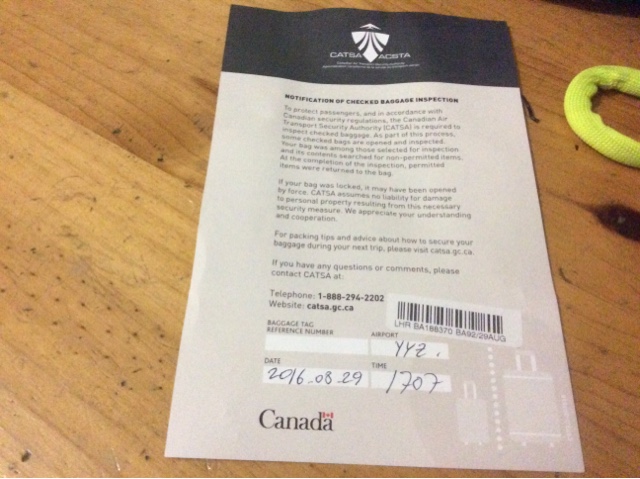 CATSA ACSTA
NOTIFICATION OF CHECKED BAGGAGE INSPECTION
To protect passengers, and in accordance with
Canadian security regulations, the Canadian Air
Transport Security Authority (CATSA) is required to
inspect checked baggage. As part of this process,
some checked bags are opened and inspected.
Your bag was among those selected for inspection
and its contents searched for non-permitted items.
At the completion of the inspection, permitted
items were returned to the bag.
If your bag was locked, it may have been opened
by force. CATSA assumes no liability for damage
to personal property resulting from this necessary
security measure. We appreciate your understanding
and cooperation.
For packing tips and advice about how to secure your
baggage during your next trip, please visit catsa.gc.ca.
If you have any questions or comments, please
contact CATSA at:
Telephone: 1-888-294-2202
Website: catsa.gc.ca
LHR BA188370 BA92/29AUG
BAGGAGE TAG
REFERENCE NUMBER
AIRPORT
YYZ.
DATE
2016-08-29
TIME
1707
Canada